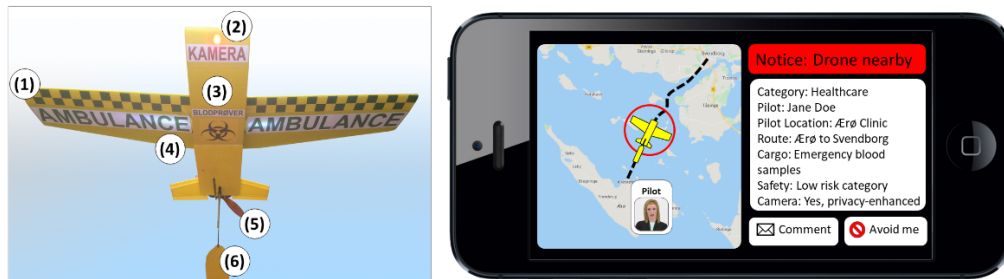 (1)
(2)
KAMERA
(3)
BLODPRØVER
AMBULANCE
AMBULANCE
(4)
(5)
(6)
Svendborg
Ærø
Pilot
Notice: Drone nearby
Category: Healthcare
Pilot: Jane Doe
Pilot Location: Ærø Clinic
Route: Ærø to Svendborg
Cargo: Emergency blood
samples
Safety: Low risk category
Camera: Yes, privacy-enhanced
Comment
Avoid me